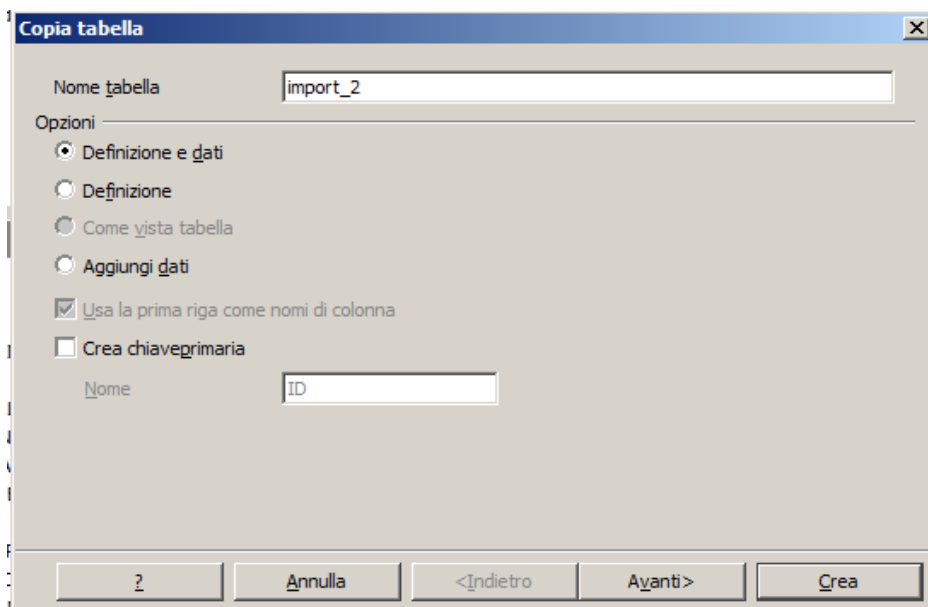 Copia tabella
Nome tabella import_2
Opzioni
Definizione e dati
Definizione
Come vista tabella
Aggiungi dati
Usa la prima riga come nomi di colonna
Crea chiaveprimaria
Nome ID
? Annulla <Indietro Avanti> Crea